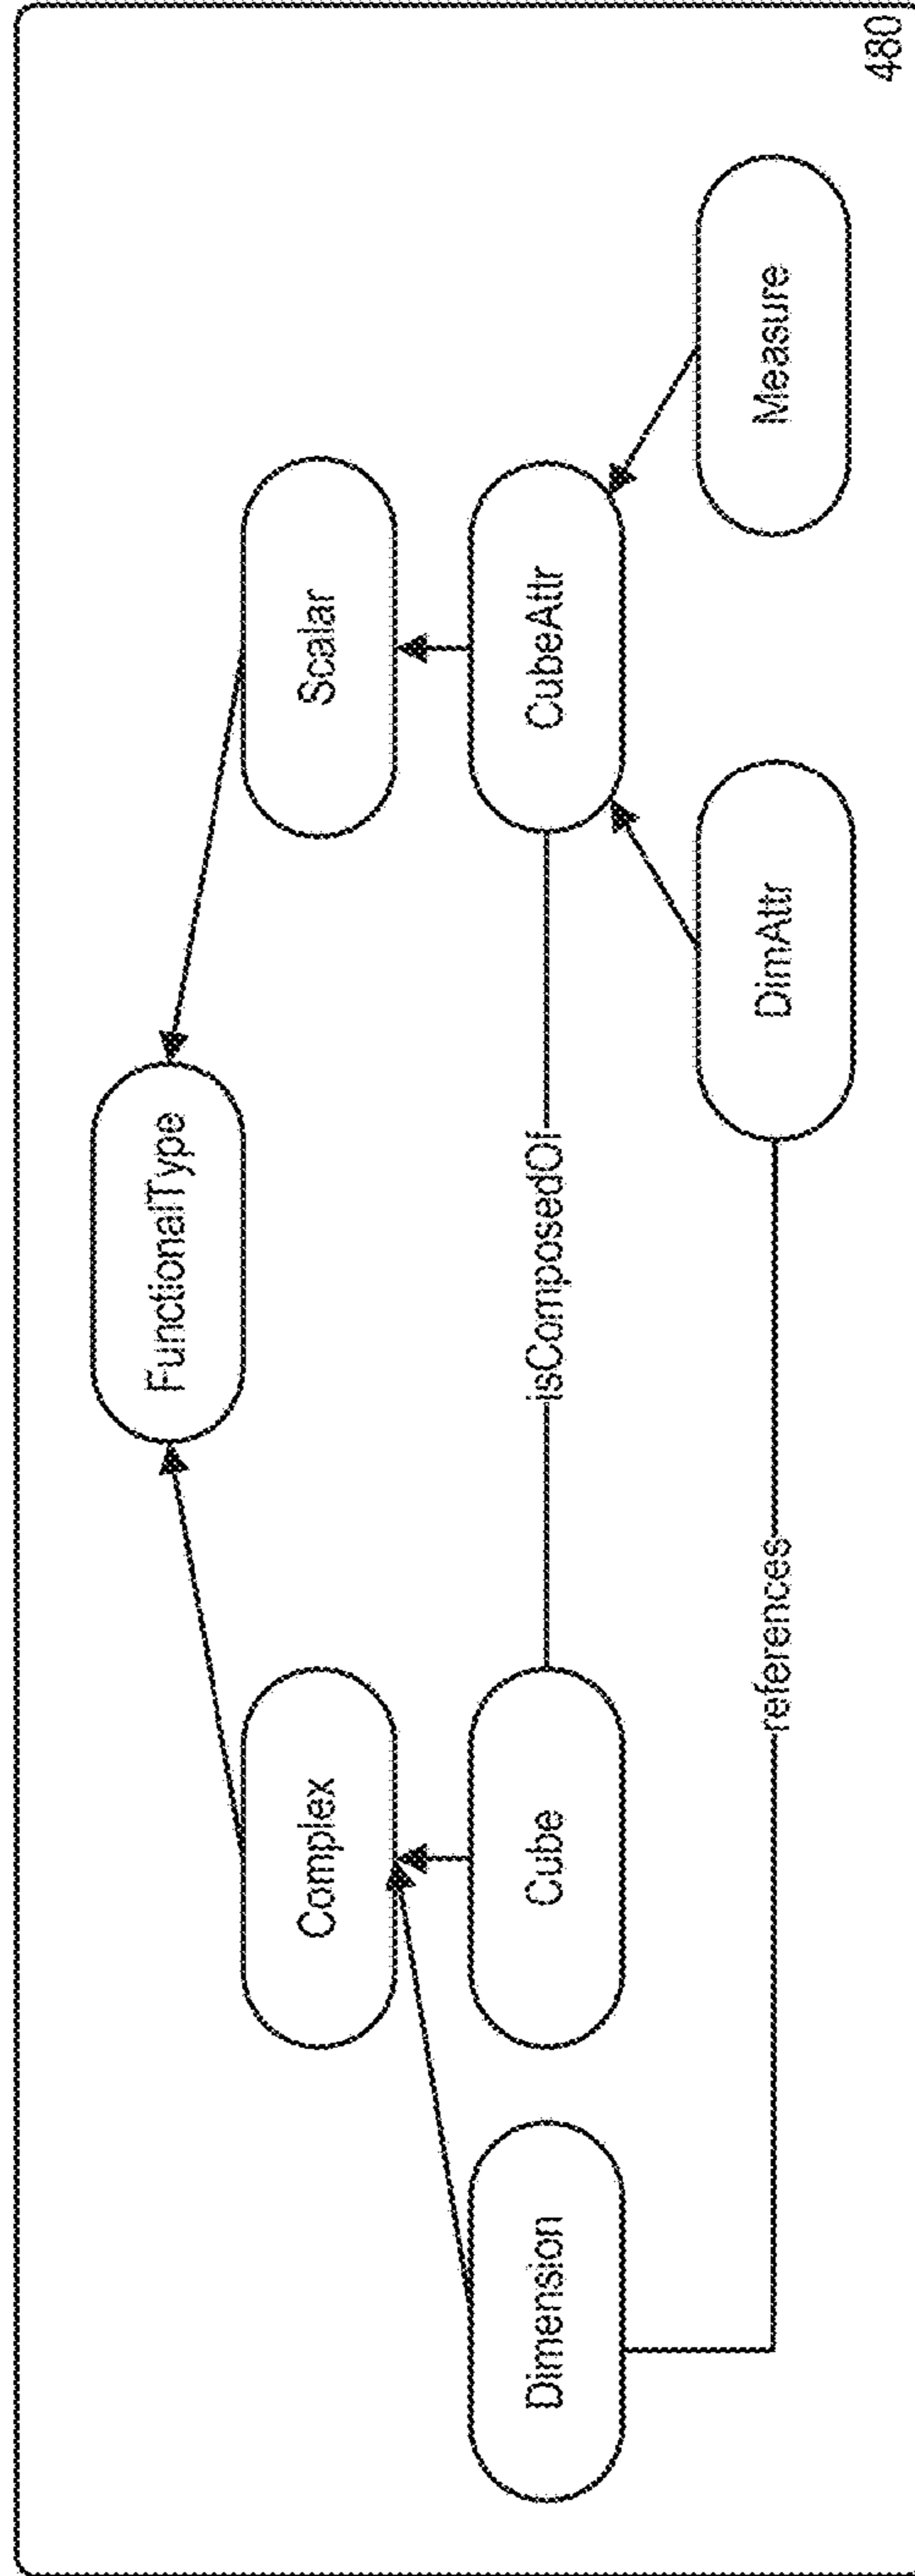 FunctionalType
Complex
Scalar
Dimension
Cube
isComposedOf
CubeAttr
references
DimAttr
Measure
480